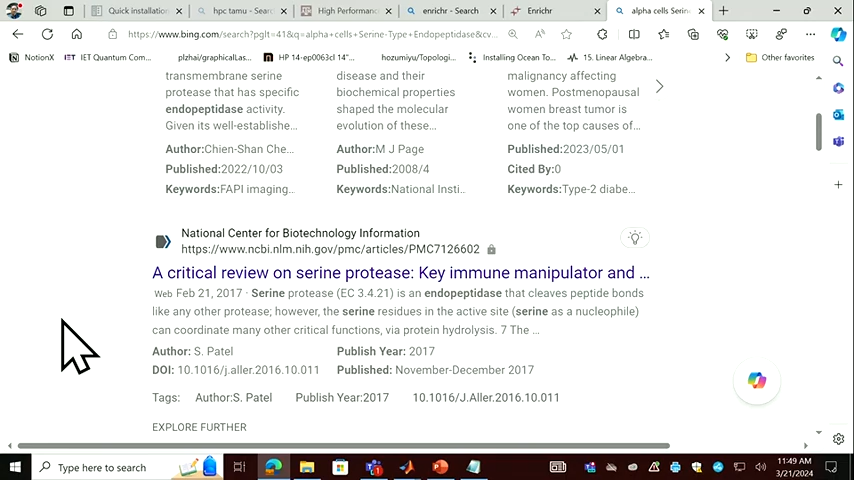 Quick installation
hpc tamu - Searc
High Performanc
enrichr - Search
Enrichr
alpha cells Serin
https://www.bing.com/search?pglt=41&q=alpha+cells+Serine-Type+Endopeptidase&cv...
NotionX
IET Quantum Com...
plzhai/graphicalLas...
HP 14-ep0063cl 14"...
hozumiyu/Topologi...
Installing Ocean To...
15. Linear Algebra...
Other favorites
transmembrane serine
protease that has specific
endopeptidase activity.
Given its well-establishe...
Author:Chien-Shan Che...
Published:2022/10/03
Keywords:FAPI imaging...
disease and their
biochemical properties
shaped the molecular
evolution of these...
Author:M J Page
Published:2008/4
Keywords:National Insti..
malignancy affecting
women. Postmenopausal
women breast tumor is
one of the top causes of...
Published:2023/05/01
Cited By:0
Keywords:Type-2 diabe...
National Center for Biotechnology Information
https://www.ncbi.nlm.nih.gov/pmc/articles/PMC7126602
A critical review on serine protease: Key immune manipulator and ...
Web Feb 21, 2017 · Serine protease (EC 3.4.21) is an endopeptidase that cleaves peptide bonds
like any other protease; however, the serine residues in the active site (serine as a nucleophile)
can coordinate many other critical functions, via protein hydrolysis. 7 The ...
Author: S. Patel
Publish Year: 2017
DOI: 10.1016/j.aller.2016.10.011
Published: November-December 2017
Tags: Author:S. Patel Publish Year:2017 10.1016/J.Aller.2016.10.011
EXPLORE FURTHER
Type here to search
11:49 AM
3/21/2024